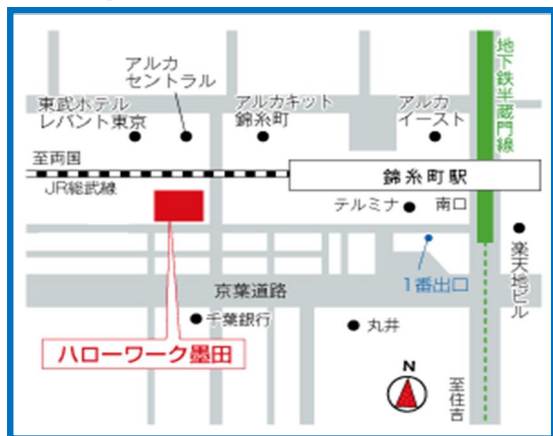 アルカ
セントラル
東武ホテル
レバント東京
アルカキット
錦糸町
アルカ
イースト
地下鉄半蔵門線
至両国
JR総武線
錦糸町駅
テルミナ
南口
楽天地ビル
1番出口
京葉道路
千葉銀行
丸井
ハローワーク墨田
N
至住吉